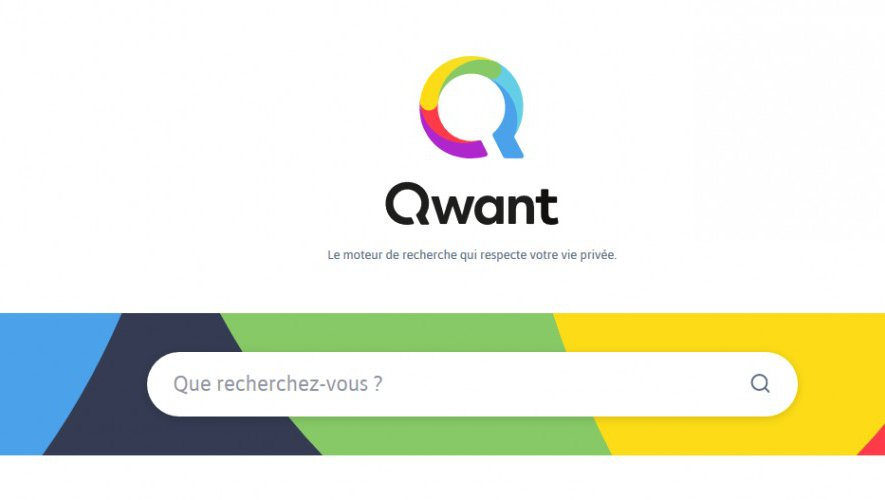 Qwant
Le moteur de recherche qui respecte votre vie privée.
Que recherchez-vous ?